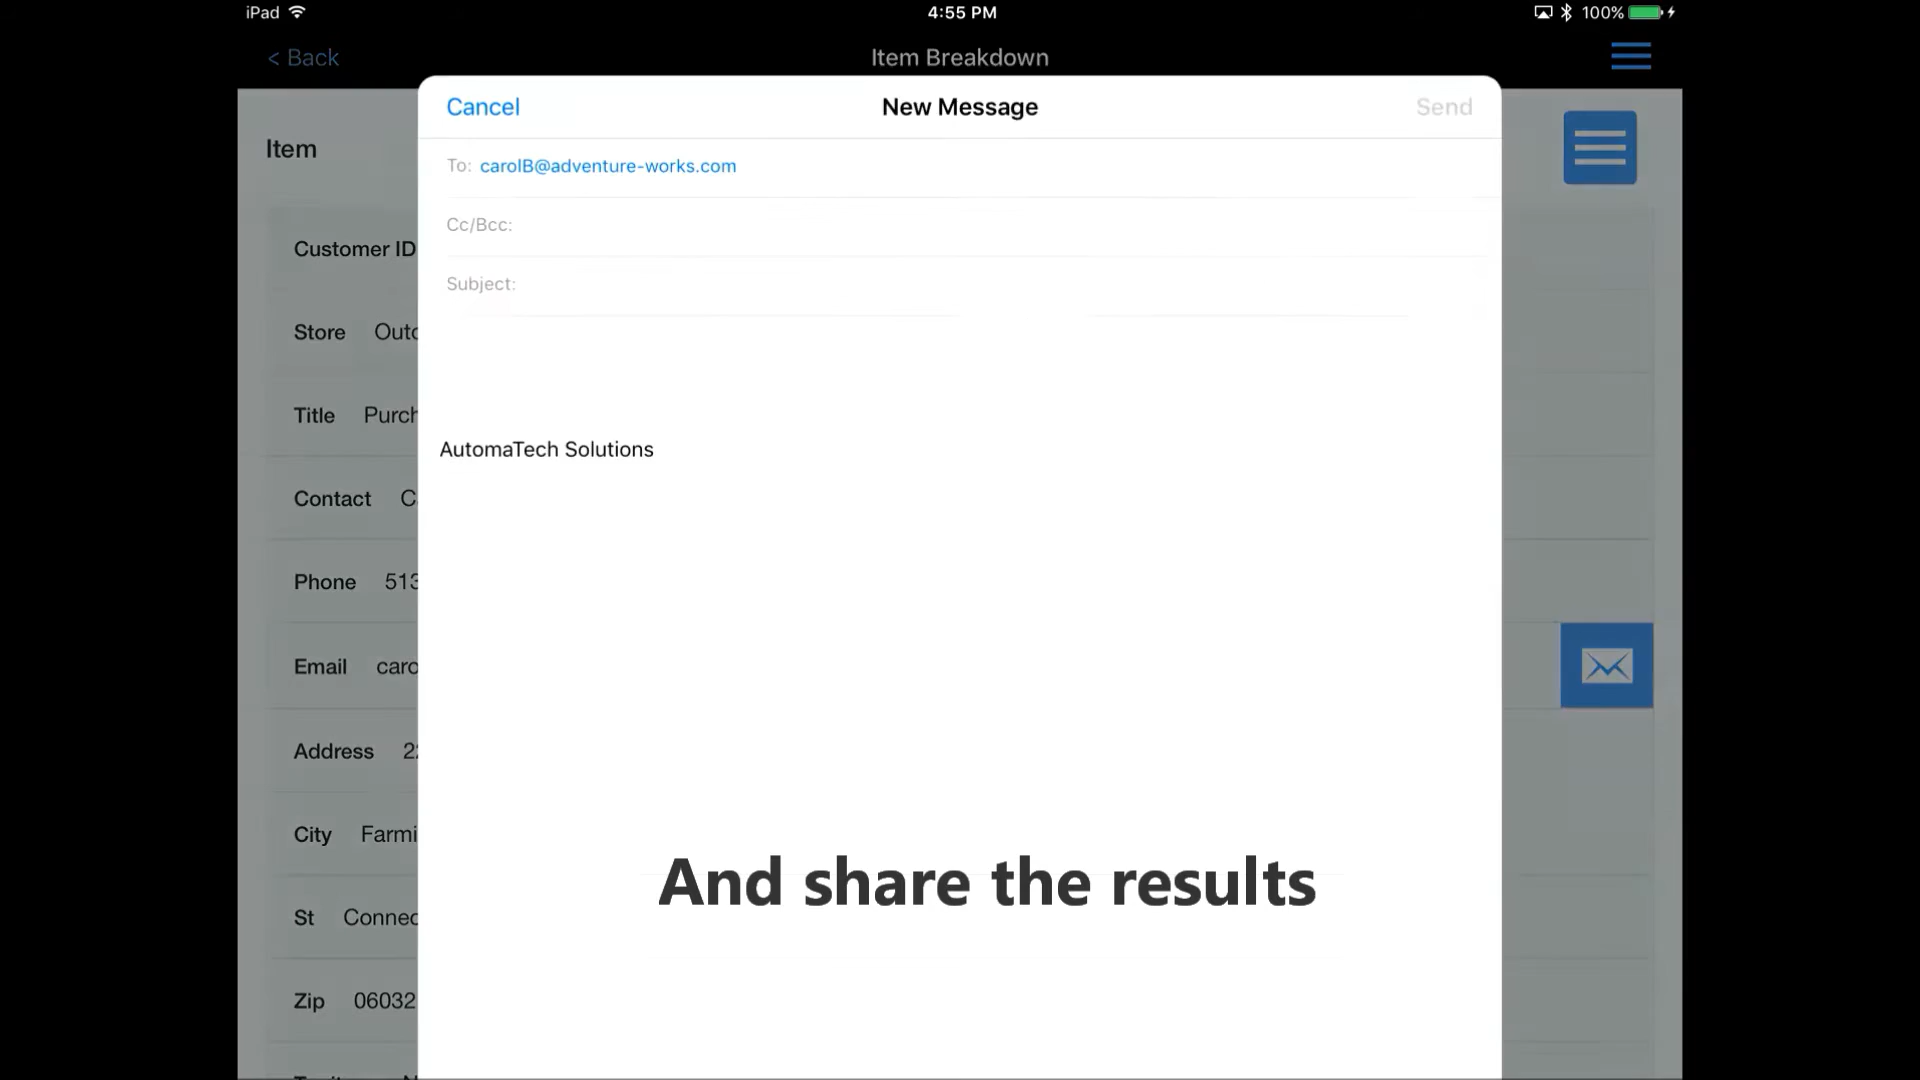 iPad 4:55 PM 100%
< Back Item Breakdown
Cancel New Message Send
Item
To: carolB@adventure-works.com
Cc/Bcc:
Customer ID
Subject:
Store
Title
AutomaTech Solutions
Contact
Phone 513
Email
Address
City
And share the results
St
Zip 06032